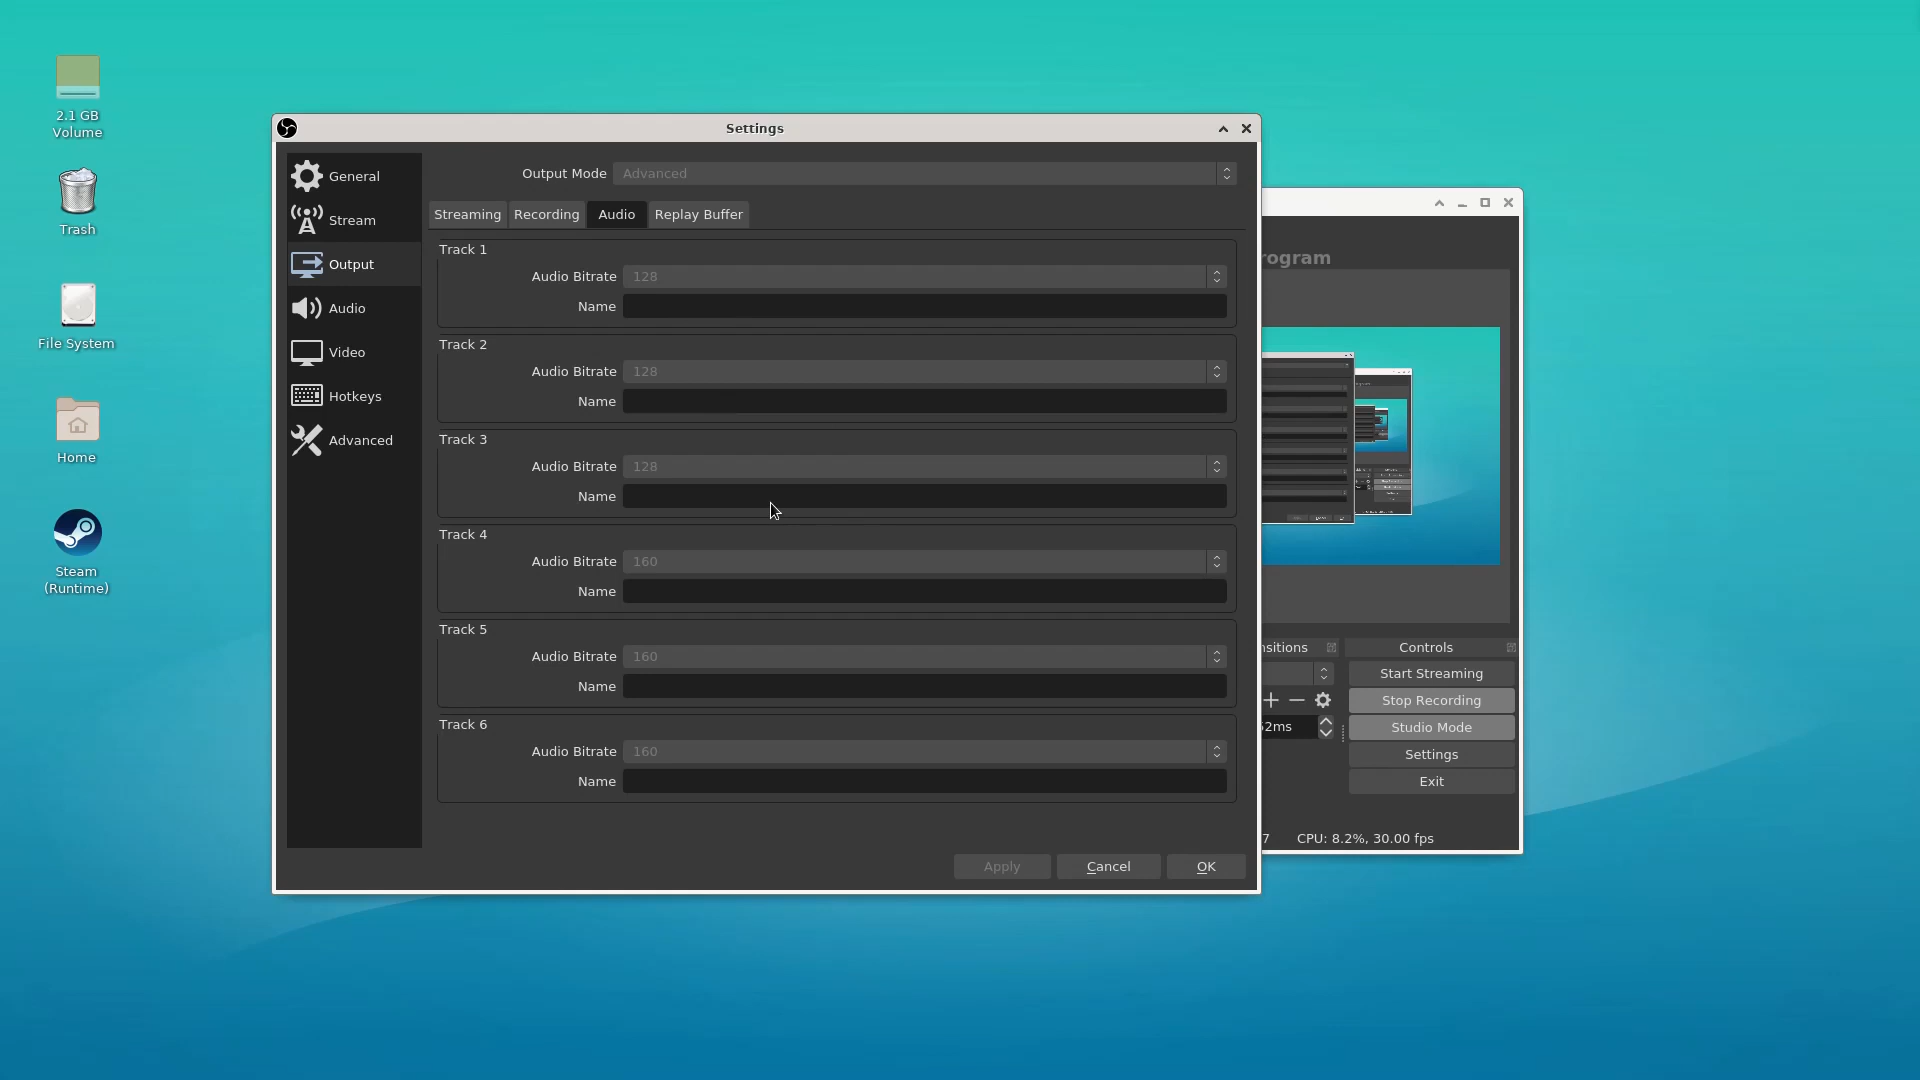 2.1 GB
Volume
Trash
File System
Home
Steam
(Runtime)
Settings
General
Stream
Output
Audio
Video
Hotkeys
Advanced
Output Mode Advanced
Streaming Recording Audio Replay Buffer
Track 1
Audio Bitrate 128
Name
Track 2
Audio Bitrate 128
Name
Track 3
Audio Bitrate 128
Name
Track 4
Audio Bitrate 160
Name
Track 5
Audio Bitrate 160
Name
Track 6
Audio Bitrate 160
Name
Apply Cancel OK
rogram
nsitions
Controls
Start Streaming
Stop Recording
Studio Mode
Settings
Exit
2ms
7 CPU: 8.2%, 30.00 fps